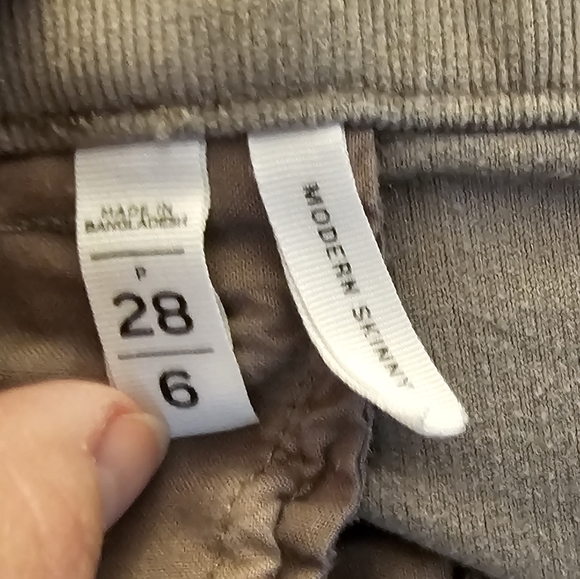 MADE IN
BANGLADESH
P
28
6
MODERN SKINNY